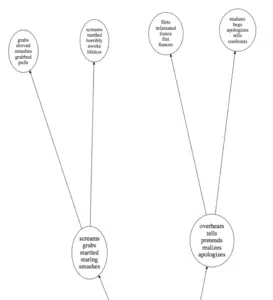 grabs
shoved
smashes
grabbed
pulls
screams
startled
horribly
awoke
lifeless
flirts
infatuated
fiance
flirt
fiancee
realizes
begs
apologizes
tells
confronts
screams
grabs
startled
staring
smashes
overhears
tells
pretends
realizes
apologizes